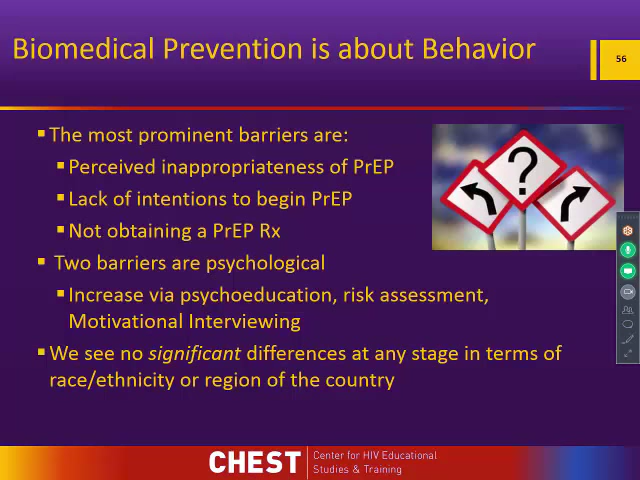 Biomedical Prevention is about Behavior
56
The most prominent barriers are:
Perceived inappropriateness of PrEP
Lack of intentions to begin PrEP
Not obtaining a PrEP Rx
Two barriers are psychological
Increase via psychoeducation, risk assessment,
Motivational Interviewing
We see no significant differences at any stage in terms of
race/ethnicity or region of the country
?
CHEST
Center for HIV Educational
Studies & Training